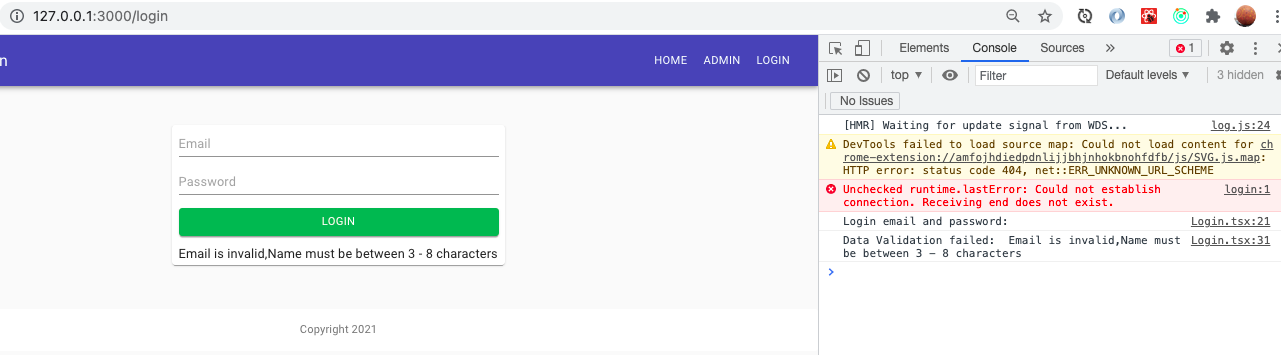 127.0.0.1:3000/login
n
HOME ADMIN LOGIN
Email
Password
LOGIN
Email is invalid,Name must be between 3 - 8 characters
Copyright 2021
Elements Console Sources » 1
top ▼ Filter Default levels ▼ 3 hidden
No Issues
[HMR] Waiting for update signal from WDS... log.js:24
DevTools failed to load source map: Could not load content for ch
rome-extension://amfojhdiedpdnlijjbhjnhokbnohfdfb/js/SVG.js.map:
HTTP error: status code 404, net::ERR_UNKNOWN_URL_SCHEME
Unchecked runtime.lastError: Could not establish login:1
connection. Receiving end does not exist.
Login email and password: Login.tsx:21
Data Validation failed: Email is invalid,Name must Login.tsx:31
be between 3 - 8 characters